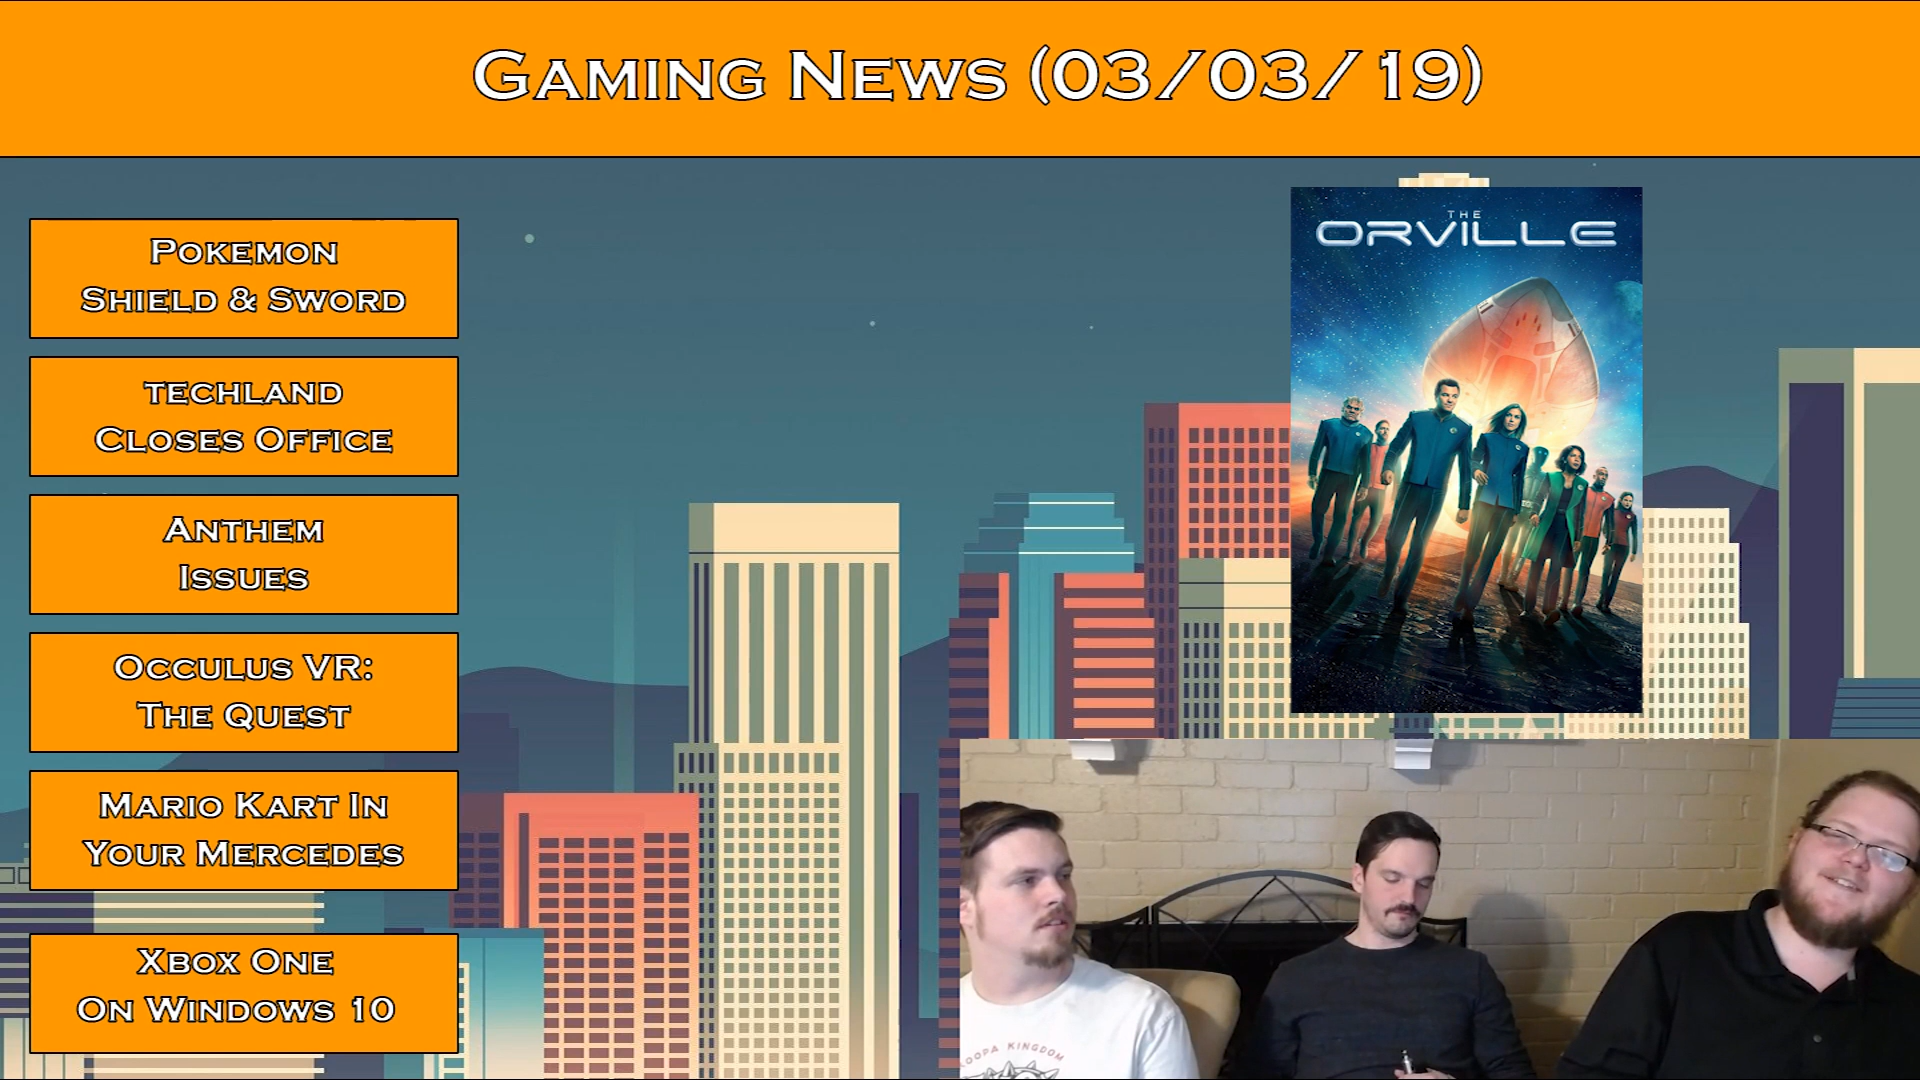 Gaming News (03/03/19)
Pokemon
Shield & Sword
techland
Closes Office
Anthem
Issues
Occulus VR:
The Quest
Mario Kart In
Your Mercedes
Xbox One
On Windows 10
THE
ORVILLE
KINGDOM